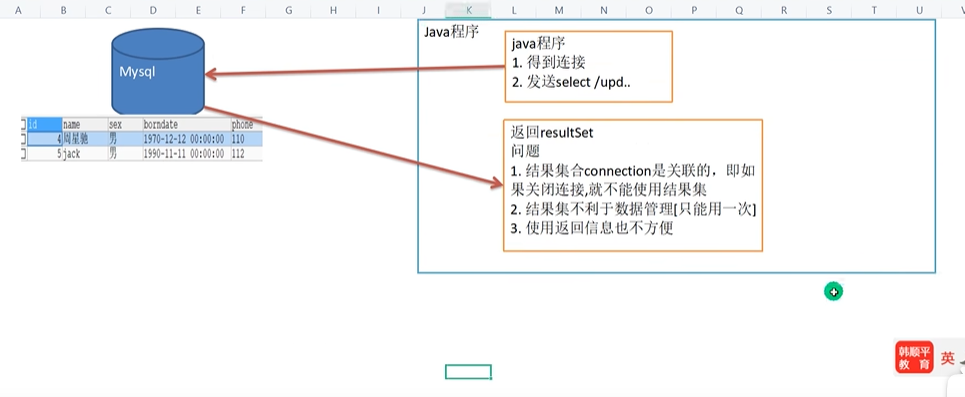 A B C D E F G H I J K L M N O P Q R S T U V
Java程序
java程序
1. 得到连接
2. 发送select /upd..
Mysql
id name sex borndate phone
4 周星驰 男 1970-12-12 00:00:00 110
5 jack 男 1990-11-11 00:00:00 112
返回resultSet
问题
1. 结果集合connection是关联的，即如
果关闭连接,就不能使用结果集
2. 结果集不利于数据管理[只能用一次]
3. 使用返回信息也不方便
韩顺平
教育
英